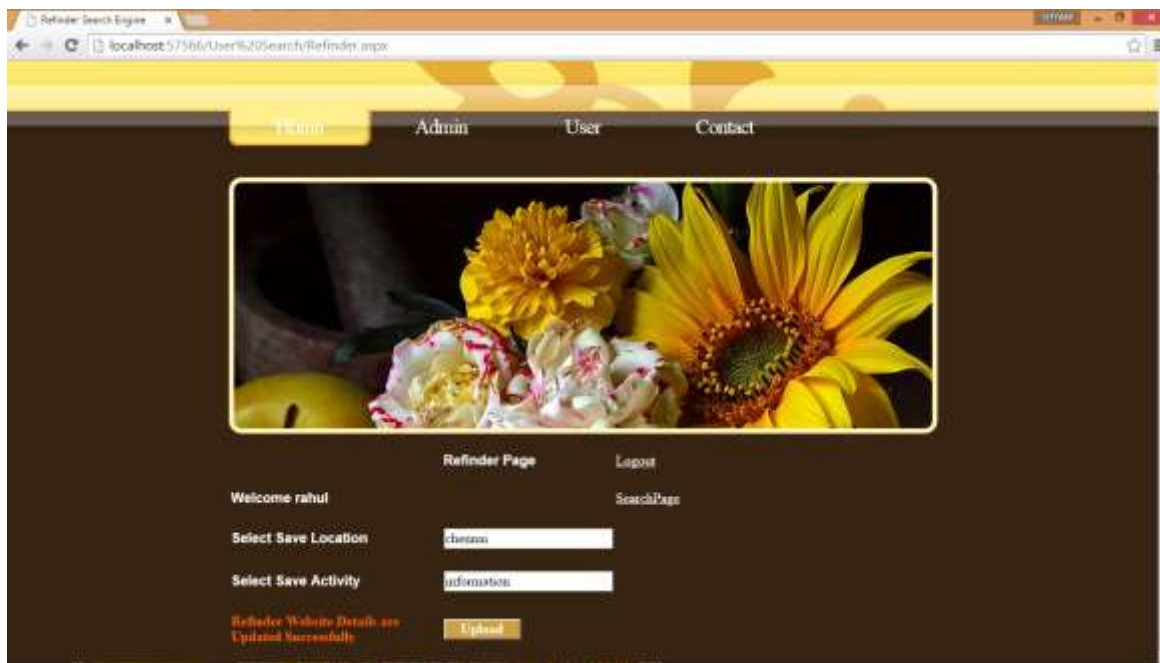 Refinder Search Engine
localhost:57566/User%20Search/Refinder.aspx
Home Admin User Contact
Refinder Page Logout
Welcome rahul SearchPage
Select Save Location chennai
Select Save Activity information
Refinder Website Details are
Updated Successfully
Upload